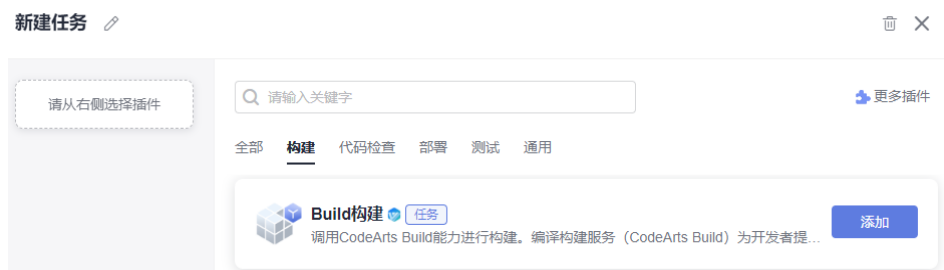 新建任务
请从右侧选择插件
请输入关键字
更多插件
全部 构建 代码检查 部署 测试 通用
Build构建 任务
调用CodeArts Build能力进行构建。编译构建服务（CodeArts Build）为开发者提...
添加